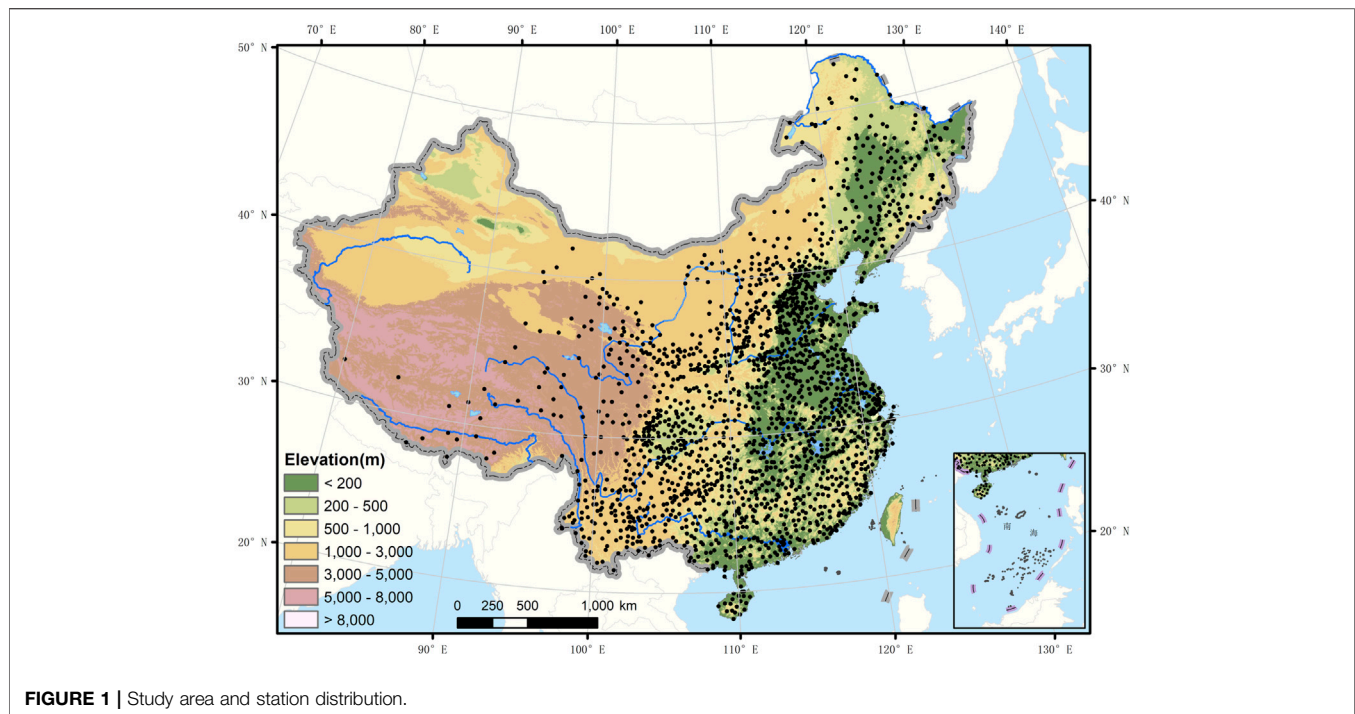 70° E 80° E 90° E 100° E 110° E 120° E 130° E 140° E
50° N
40° N 40° N
30° N 30° N
20° N 20° N
Elevation(m)
< 200
200 - 500
500 - 1,000
1,000 - 3,000
3,000 - 5,000
5,000 - 8,000
> 8,000
0 250 500 1,000 km
南
海
90° E 100° E 110° E 120° E 130° E
FIGURE 1 | Study area and station distribution.